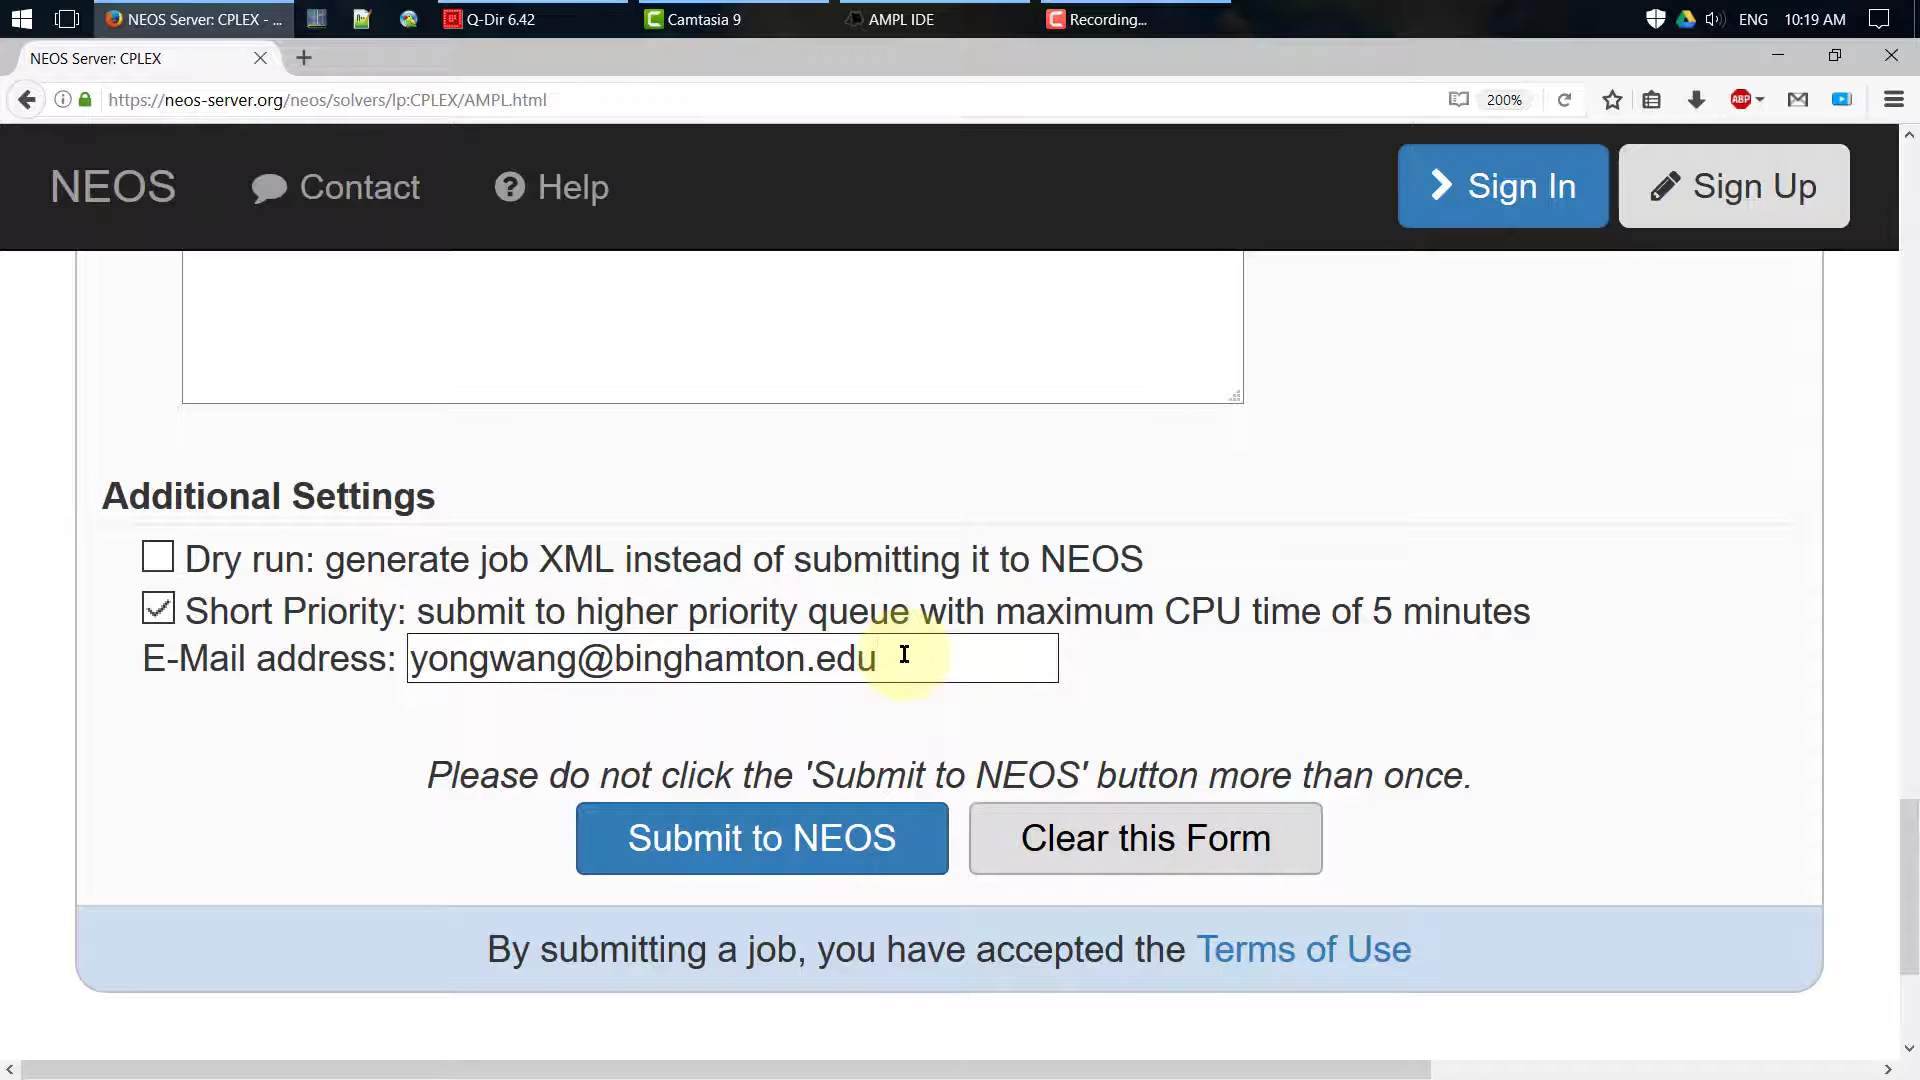 NEOS Server: CPLEX - ...
Q-Dir 6.42
Camtasia 9
AMPL IDE
Recording...
ENG
10:19 AM
NEOS Server: CPLEX
https://neos-server.org/neos/solvers/lp:CPLEX/AMPL.html
200%
ABP
NEOS
Contact
Help
Sign In
Sign Up
Additional Settings
Dry run: generate job XML instead of submitting it to NEOS
Short Priority: submit to higher priority queue with maximum CPU time of 5 minutes
E-Mail address: yongwang@binghamton.edu
Please do not click the 'Submit to NEOS' button more than once.
Submit to NEOS
Clear this Form
By submitting a job, you have accepted the Terms of Use